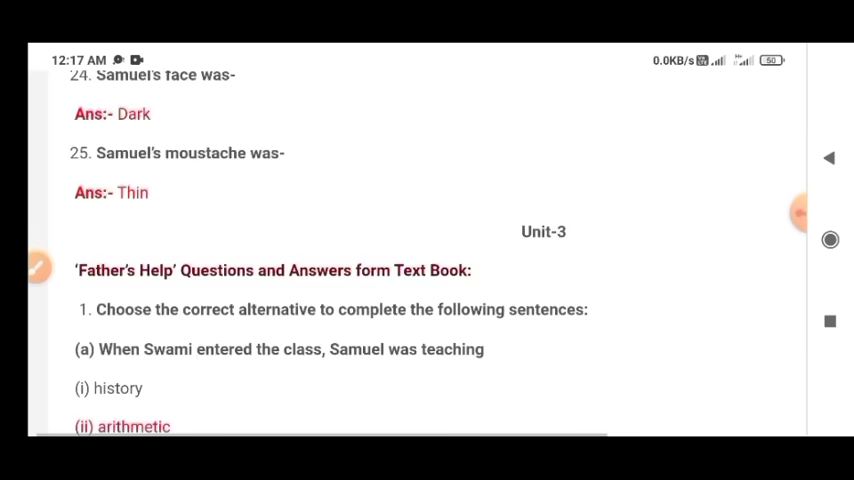 12:17 AM 0.0KB/s 50
24. Samuel's face was-
Ans:- Dark
25. Samuel's moustache was-
Ans:- Thin
Unit-3
‘Father's Help’ Questions and Answers form Text Book:
1. Choose the correct alternative to complete the following sentences:
(a) When Swami entered the class, Samuel was teaching
(i) history
(ii) arithmetic